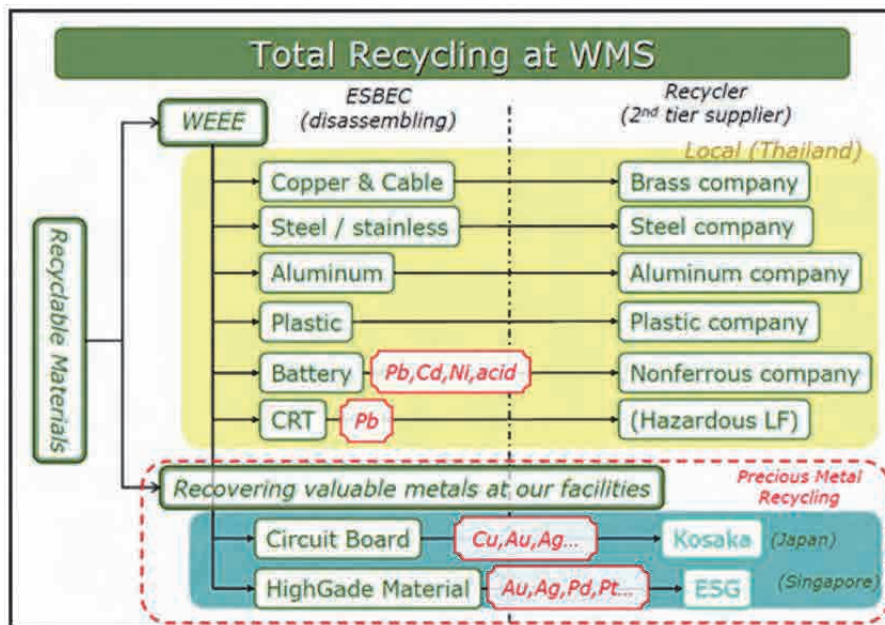 Total Recycling at WMS
ESBEC
(disassembling)
Recycler
(2nd tier supplier)
WEEE
Local (Thailand)
Recyclable Materials
Copper & Cable
Brass company
Steel / stainless
Steel company
Aluminum
Aluminum company
Plastic
Plastic company
Battery
Pb,Cd,Ni,acid
Nonferrous company
CRT
Pb
(Hazardous LF)
Recovering valuable metals at our facilities
Precious Metal
Recycling
Circuit Board
Cu,Au,Ag...
Kosaka
(Japan)
HighGade Material
Au,Ag,Pd,Pt...
ESG
(Singapore)